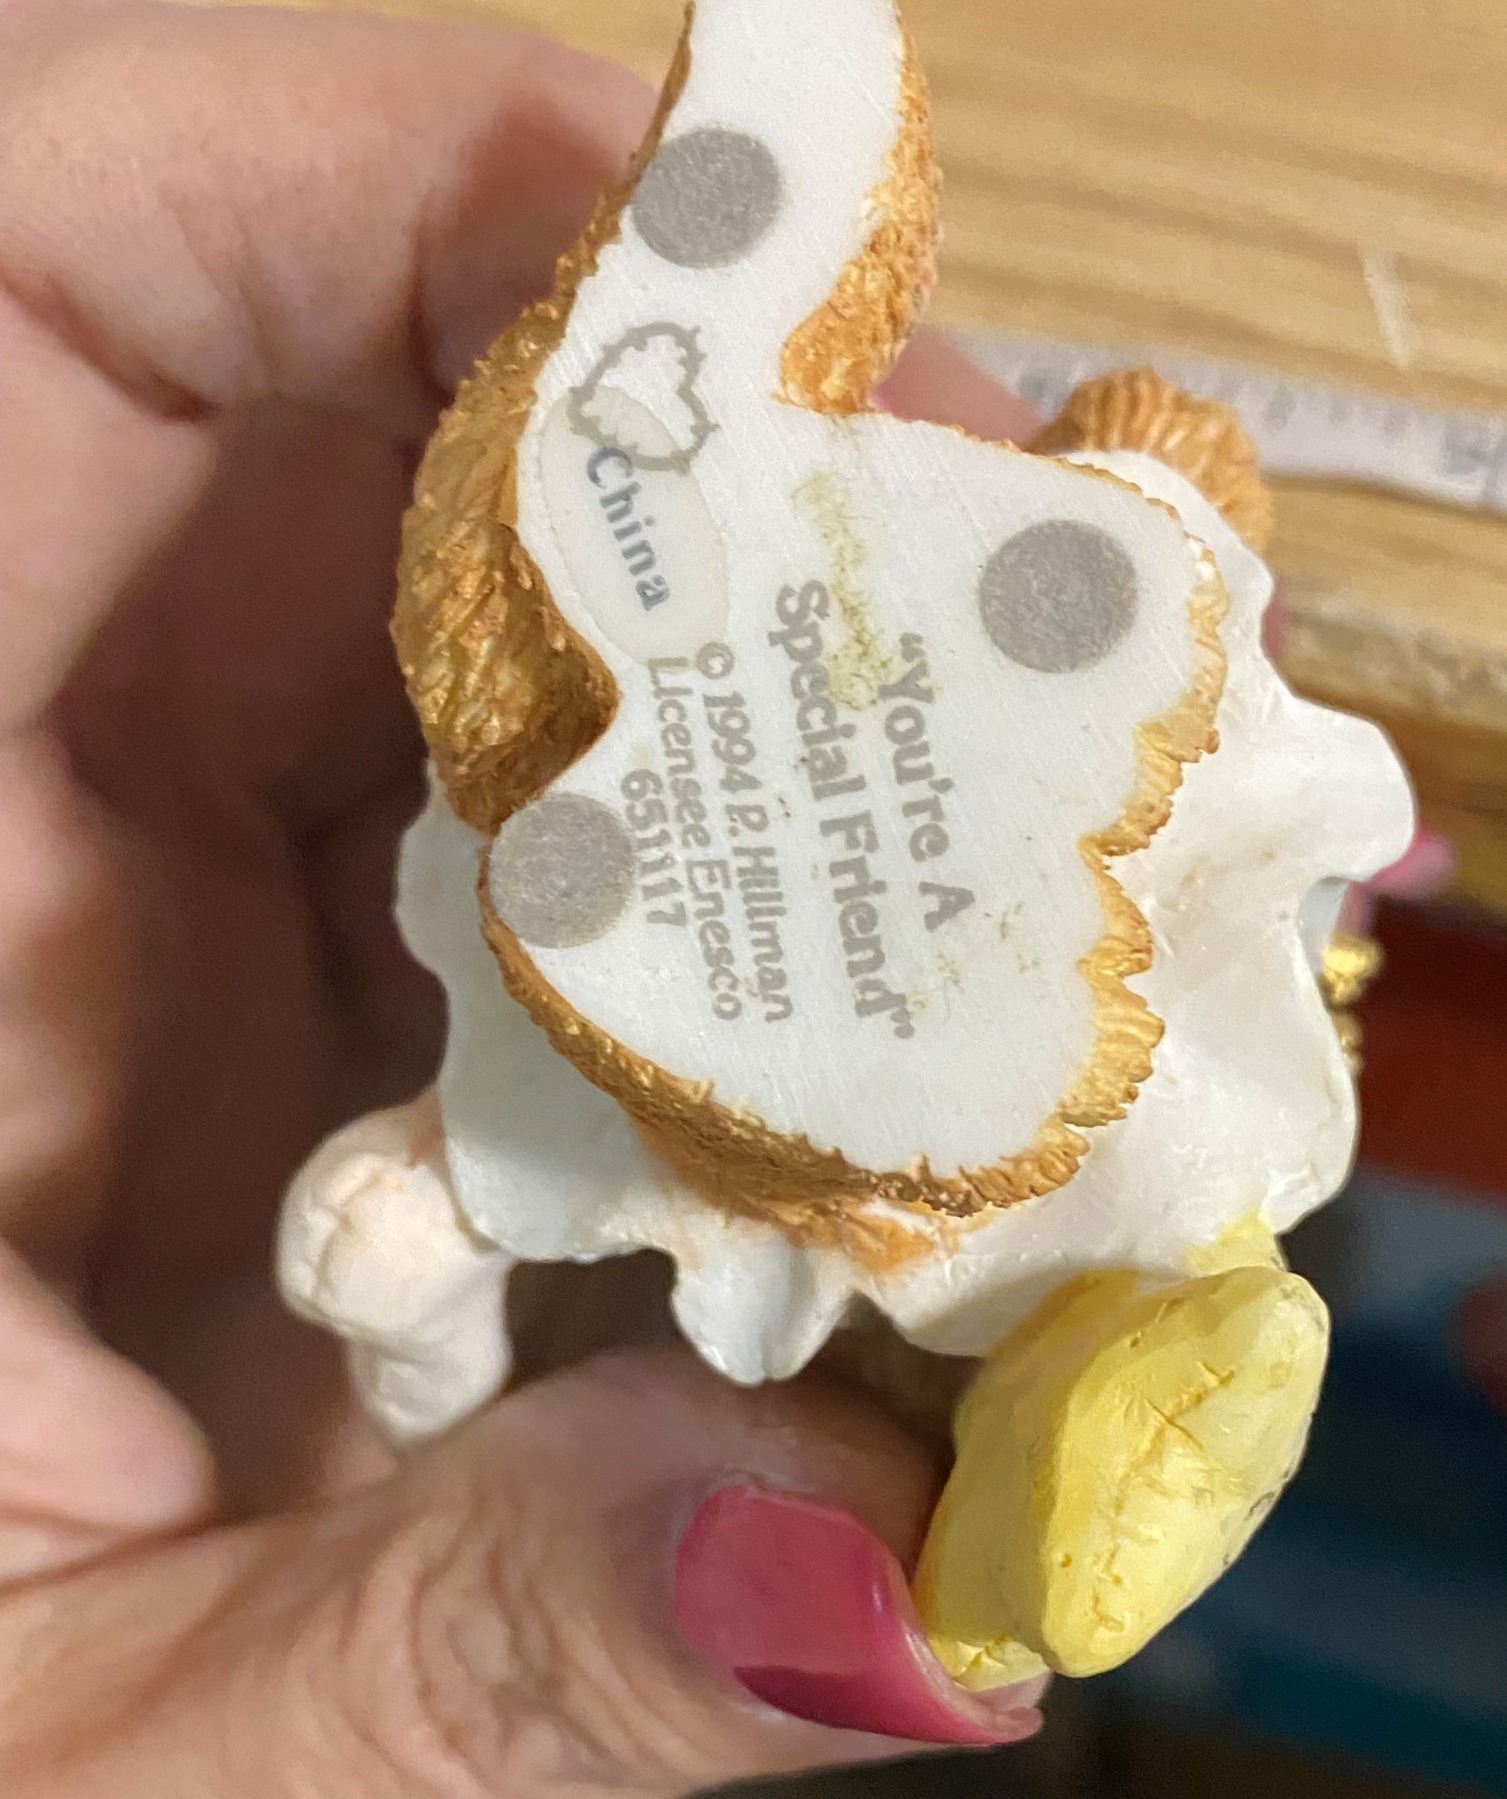 "You're A
Special Friend"
© 1994 P. Hillman
Licensee Enesco
651117
China